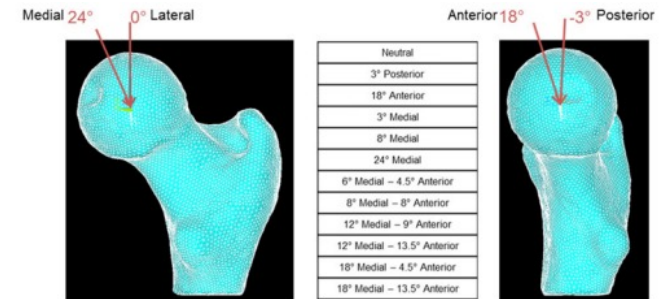 Medial 24° 0° Lateral
Anterior 18° -3° Posterior
Neutral
3° Posterior
18° Anterior
3° Medial
8° Medial
24° Medial
6° Medial – 4.5° Anterior
8° Medial – 8° Anterior
12° Medial – 9° Anterior
12° Medial – 13.5° Anterior
18° Medial – 4.5° Anterior
18° Medial – 13.5° Anterior